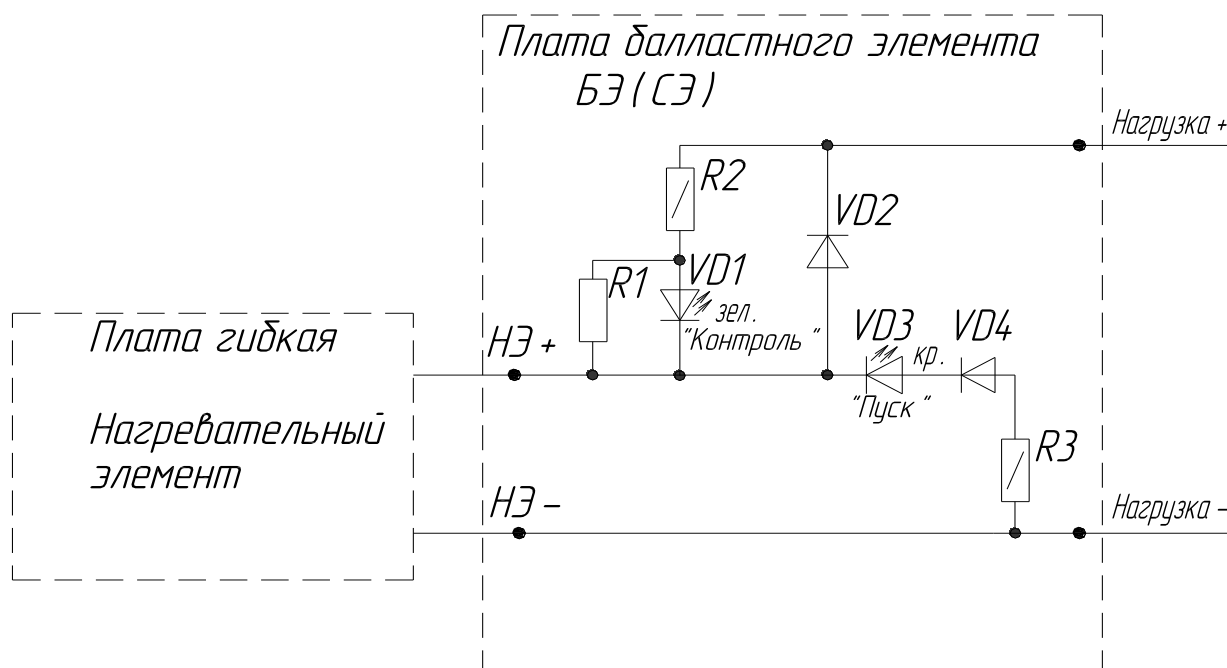 Плата балластного элемента
БЭ(СЭ)
Нагрузка +
R2
VD2
R1
VD1
зел.
"Контроль"
VD3
кр.
VD4
"Пуск"
НЭ +
Плата гибкая
Нагревательный
элемент
R3
НЭ –
Нагрузка –